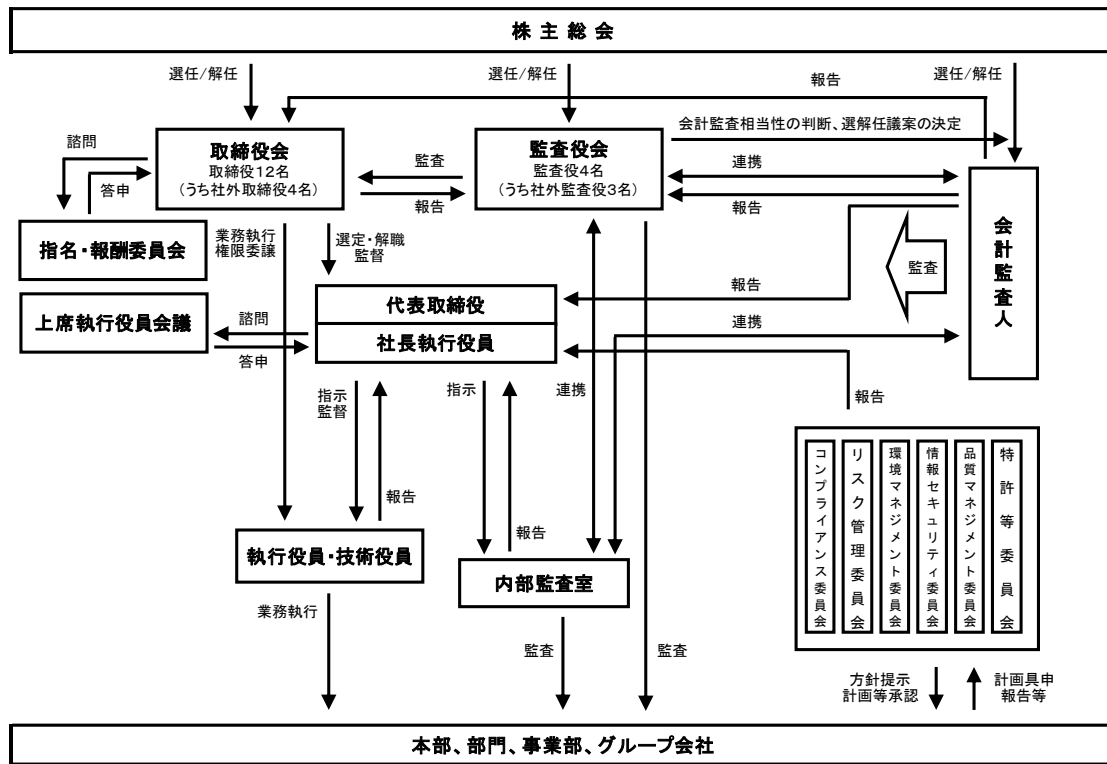 株主総会
選任/解任
選任/解任
報告
選任/解任
会計監査相当性の判断、選解任議案の決定
諮問
答申
取締役会
取締役12名
(うち社外取締役4名)
監査
報告
監査役会
監査役4名
(うち社外監査役3名)
連携
報告
会計監査人
指名・報酬委員会
業務執行
権限委譲
選定・解職
監督
監査
報告
上席執行役員会議
諮問
答申
代表取締役
社長執行役員
連携
指示
監督
報告
指示
報告
連携
報告
コンプライアンス委員会
リスク管理委員会
環境マネジメント委員会
情報セキュリティ委員会
品質マネジメント委員会
特許等委員会
執行役員・技術役員
内部監査室
業務執行
監査
監査
方針提示
計画等承認
計画具申
報告等
本部、部門、事業部、グループ会社